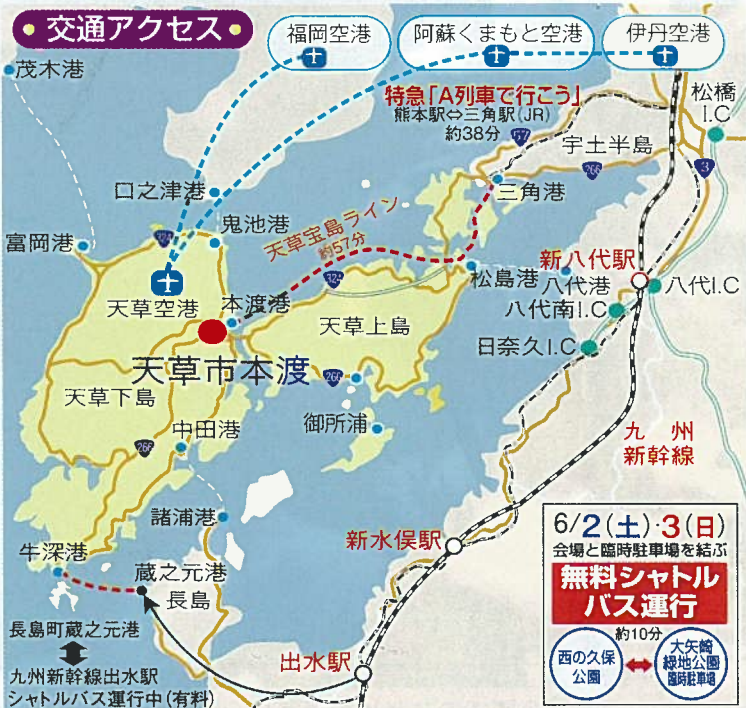 • 交通アクセス •
福岡空港
阿蘇くまもと空港
伊丹空港
茂木港
特急「A列車で行こう」
熊本駅⇔三角駅(JR)
約38分
松橋
I.C
57
3
宇土半島
266
三角港
口之津港
鬼池港
富岡港
324
天草宝島ライン
約57分
324
天草空港
本渡港
松島港
新八代駅
八代港
八代I.C
八代南I.C
日奈久I.C
天草上島
天草市本渡
266
天草下島
御所浦
中田港
266
九州
新幹線
諸浦港
新水俣駅
牛深港
蔵之元港
長島
出水駅
長島町蔵之元港
九州新幹線出水駅
シャトルバス運行中(有料)
6/2(土)・3(日)
会場と臨時駐車場を結ぶ
無料シャトル
バス運行
約10分
西の久保
公園
大矢崎
緑地公園
臨時駐車場